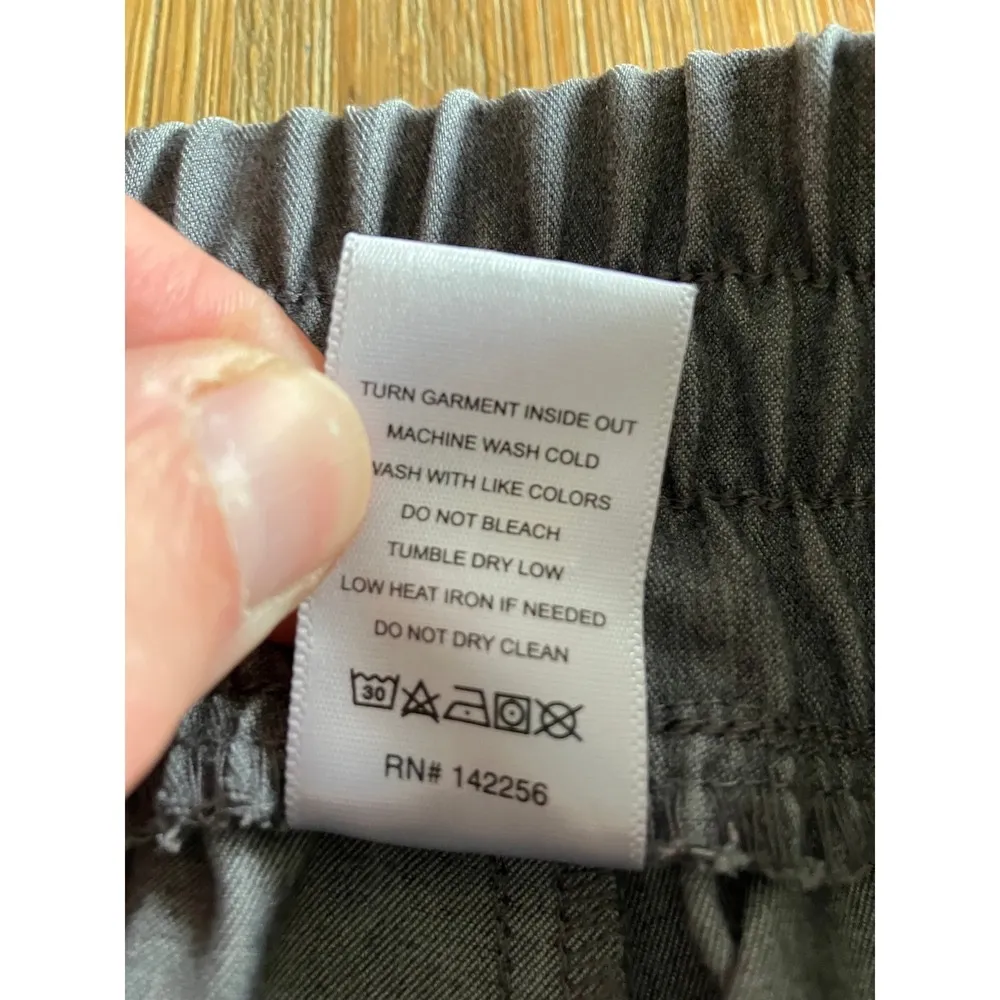 TURN GARMENT INSIDE OUT
MACHINE WASH COLD
WASH WITH LIKE COLORS
DO NOT BLEACH
TUMBLE DRY LOW
LOW HEAT IRON IF NEEDED
DO NOT DRY CLEAN
30
RN# 142256